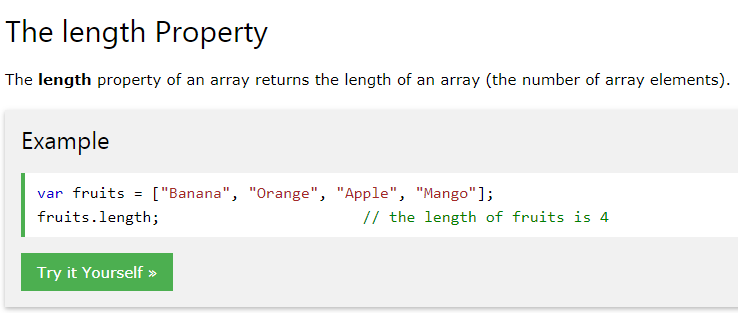 The length Property
The length property of an array returns the length of an array (the number of array elements).
Example
var fruits = ["Banana", "Orange", "Apple", "Mango"];
fruits.length;                       // the length of fruits is 4
Try it Yourself »